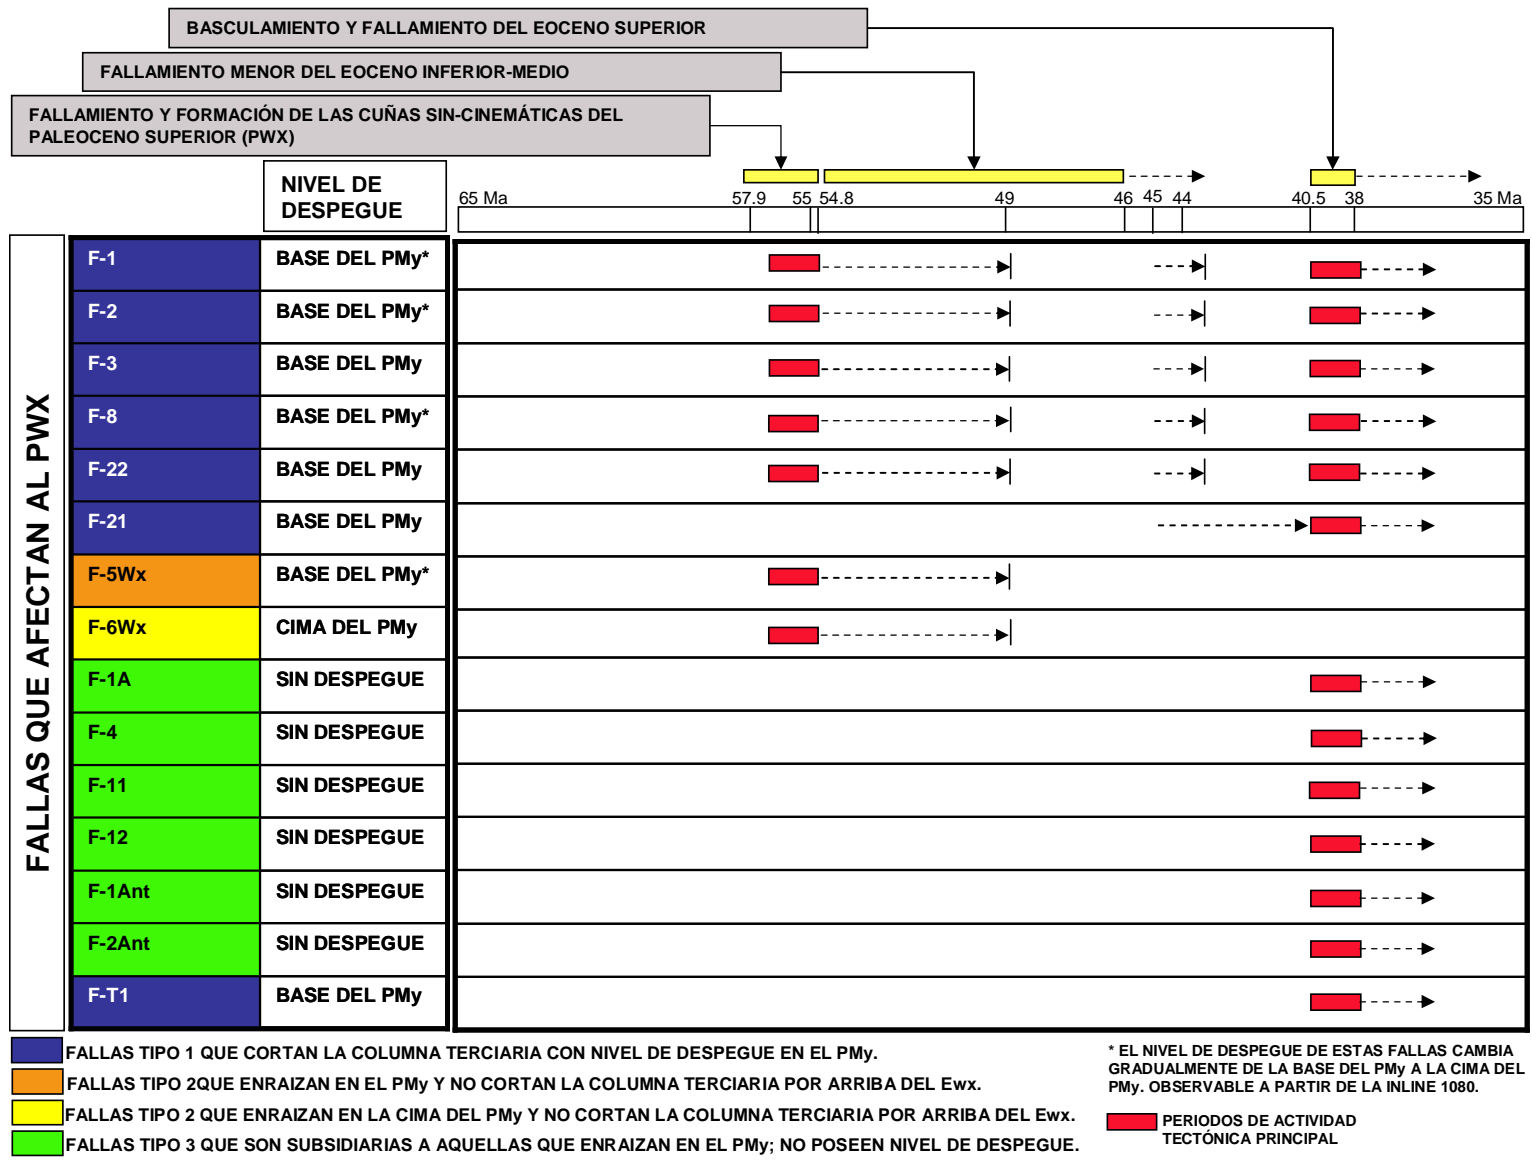 BASCULAMIENTO Y FALLAMIENTO DEL EOCENO SUPERIOR
FALLAMIENTO MENOR DEL EOCENO INFERIOR-MEDIO
FALLAMIENTO Y FORMACIÓN DE LAS CUÑAS SIN-CINEMÁTICAS DEL
PALEOCENO SUPERIOR (PWX)
NIVEL DE
DESPEGUE
65 Ma 57.9 55 54.8 49 46 45 44 40.5 38 35 Ma
FALLAS QUE AFECTAN AL PWX
F-1 BASE DEL PMy*
F-2 BASE DEL PMy*
F-3 BASE DEL PMy
F-8 BASE DEL PMy*
F-22 BASE DEL PMy
F-21 BASE DEL PMy
F-5Wx BASE DEL PMy*
F-6Wx CIMA DEL PMy
F-1A SIN DESPEGUE
F-4 SIN DESPEGUE
F-11 SIN DESPEGUE
F-12 SIN DESPEGUE
F-1Ant SIN DESPEGUE
F-2Ant SIN DESPEGUE
F-T1 BASE DEL PMy
FALLAS TIPO 1 QUE CORTAN LA COLUMNA TERCIARIA CON NIVEL DE DESPEGUE EN EL PMy.
FALLAS TIPO 2QUE ENRAIZAN EN EL PMy Y NO CORTAN LA COLUMNA TERCIARIA POR ARRIBA DEL Ewx.
FALLAS TIPO 2 QUE ENRAIZAN EN LA CIMA DEL PMy Y NO CORTAN LA COLUMNA TERCIARIA POR ARRIBA DEL Ewx.
FALLAS TIPO 3 QUE SON SUBSIDIARIAS A AQUELLAS QUE ENRAIZAN EN EL PMy; NO POSEEN NIVEL DE DESPEGUE.
* EL NIVEL DE DESPEGUE DE ESTAS FALLAS CAMBIA
GRADUALMENTE DE LA BASE DEL PMy A LA CIMA DEL
PMy. OBSERVABLE A PARTIR DE LA INLINE 1080.
PERIODOS DE ACTIVIDAD
TECTÓNICA PRINCIPAL